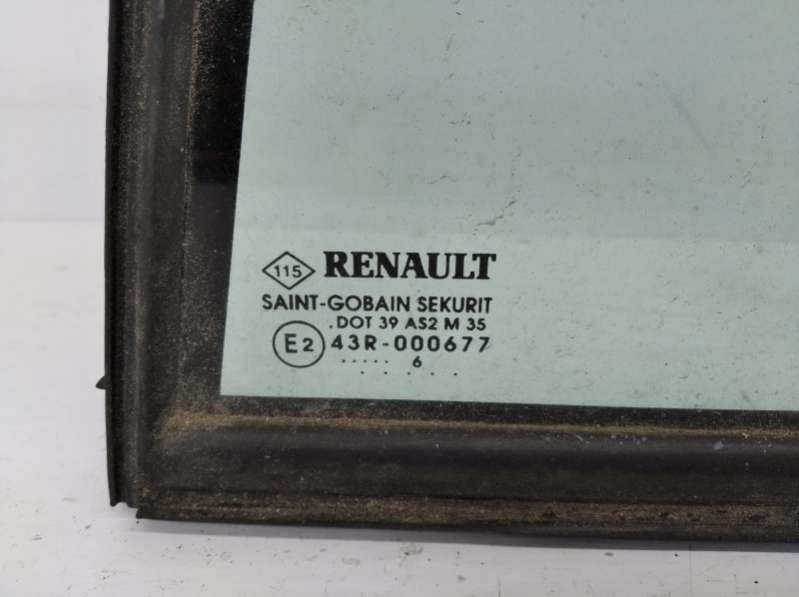 115 RENAULT
SAINT-GOBAIN SEKURIT
.DOT 39 AS2 M 35
E2 43R-000677
..... 6
. . . . . .